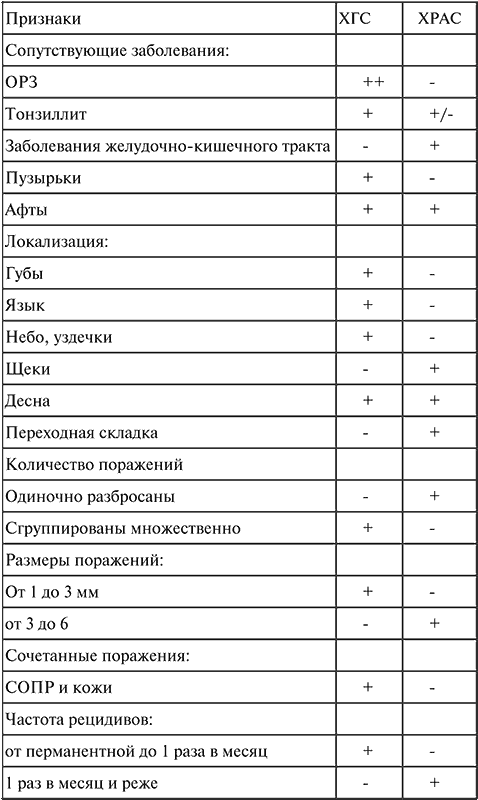 Признаки ХГС ХРАС
Сопутствующие заболевания:
ОРЗ ++ -
Тонзиллит + +/-
Заболевания желудочно-кишечного тракта - +
Пузырьки + -
Афты + +
Локализация:
Губы + -
Язык + -
Небо, уздечки + -
Щеки - +
Десна + +
Переходная складка - +
Количество поражений
Одиночно разбросаны - +
Сгруппированы множественно + -
Размеры поражений:
От 1 до 3 мм + -
от 3 до 6 - +
Сочетанные поражения:
СОПР и кожи + -
Частота рецидивов:
от перманентной до 1 раза в месяц + -
1 раз в месяц и реже - +